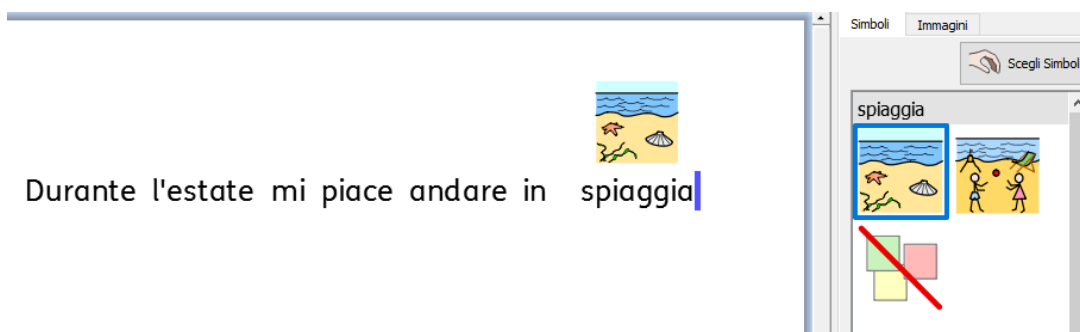 Simboli Immagini
Scegli Simbol
spiaggia
Durante l'estate mi piace andare in spiaggia